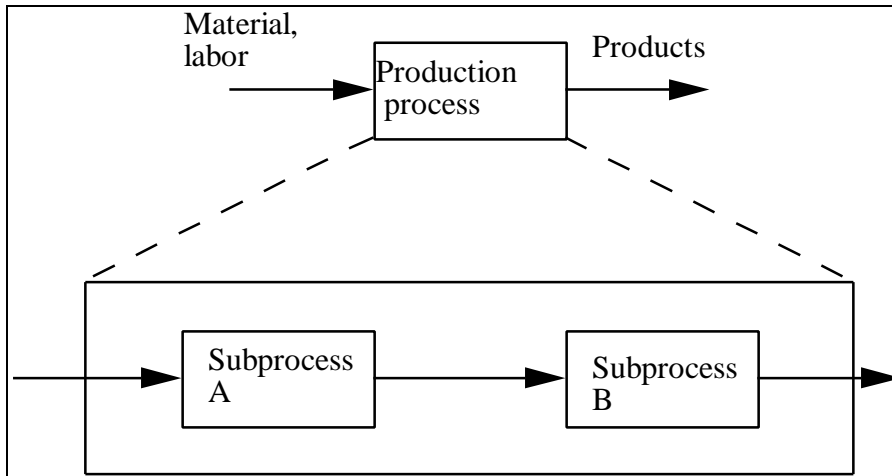 Material,
labor
Production
process
Products
Subprocess
A
Subprocess
B